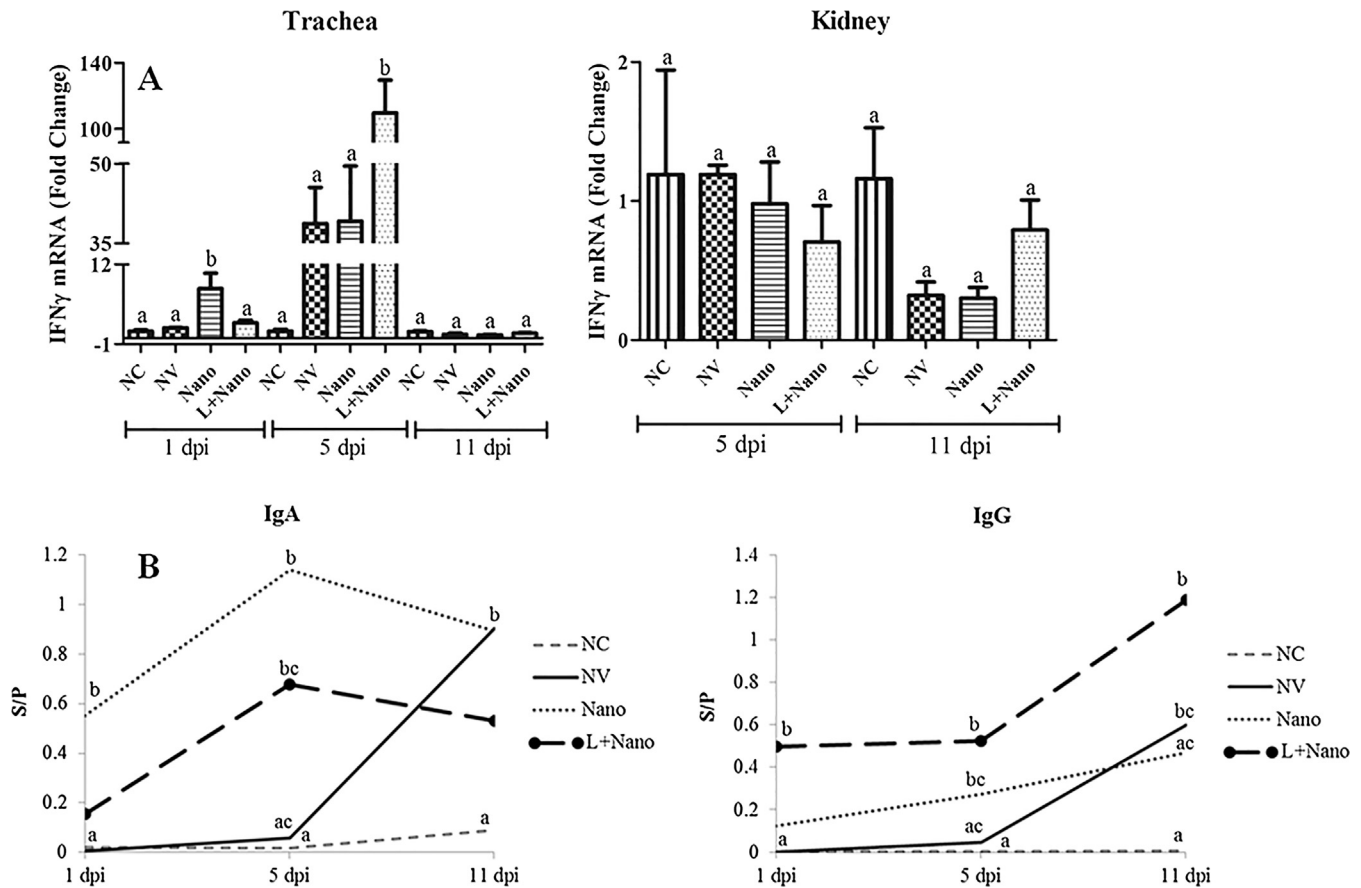 Trachea
A
IFNγ mRNA (Fold Change)
140
100
50
35
12
-1
a a b a a a a b a a a a
NC NV Nano L+Nano NC NV Nano L+Nano NC NV Nano L+Nano
1 dpi 5 dpi 11 dpi
Kidney
IFNγ mRNA (Fold Change)
2
1
0
a a a a a a a a
NC NV Nano L+Nano NC NV Nano L+Nano
5 dpi 11 dpi
B
IgA
S/P
1.2
1
0.8
0.6
0.4
0.2
0
b b b
bc
a ac a a
1 dpi 5 dpi 11 dpi
NC
NV
Nano
L+Nano
IgG
S/P
1.4
1.2
1
0.8
0.6
0.4
0.2
0
b b b
bc bc
ac
a ac a a
1 dpi 5 dpi 11 dpi
NC
NV
Nano
L+Nano